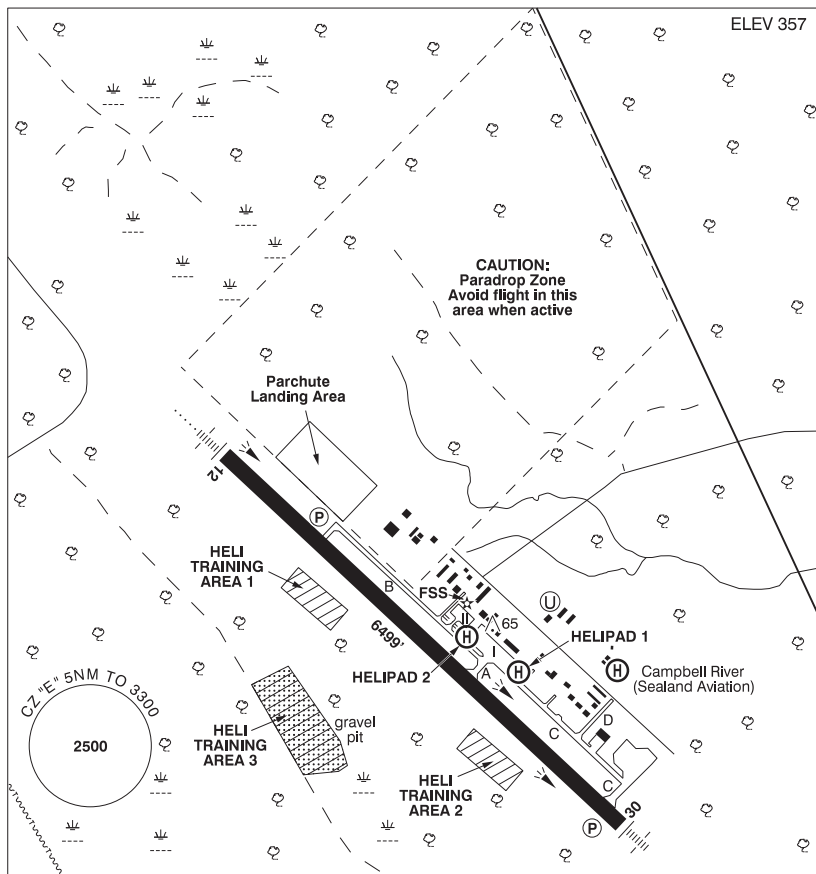 ELEV 357
CAUTION:
Paradrop Zone
Avoid flight in this
area when active
Parchute
Landing Area
12
P
HELI
TRAINING
AREA 1
B
FSS
U
65
II
H
HELIPAD 1
6499'
I
HELIPAD 2
A
H
H
Campbell River
(Sealand Aviation)
CZ "E" 5NM TO 3300
2500
HELI
TRAINING
AREA 3
gravel
pit
D
C
HELI
TRAINING
AREA 2
C
30
P